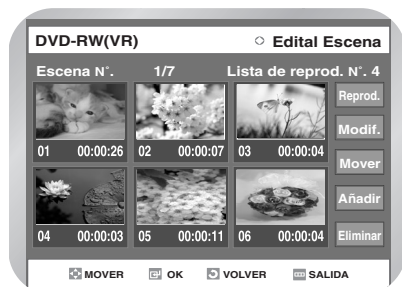 DVD-RW(VR) Edital Escena
Escena N°. 1/7 Lista de reprod. N°. 4
Reprod.
Modif.
01 00:00:26 02 00:00:07 03 00:00:04
Mover
Añadir
04 00:00:03 05 00:00:11 06 00:00:04 Eliminar
MOVER OK VOLVER SALIDA